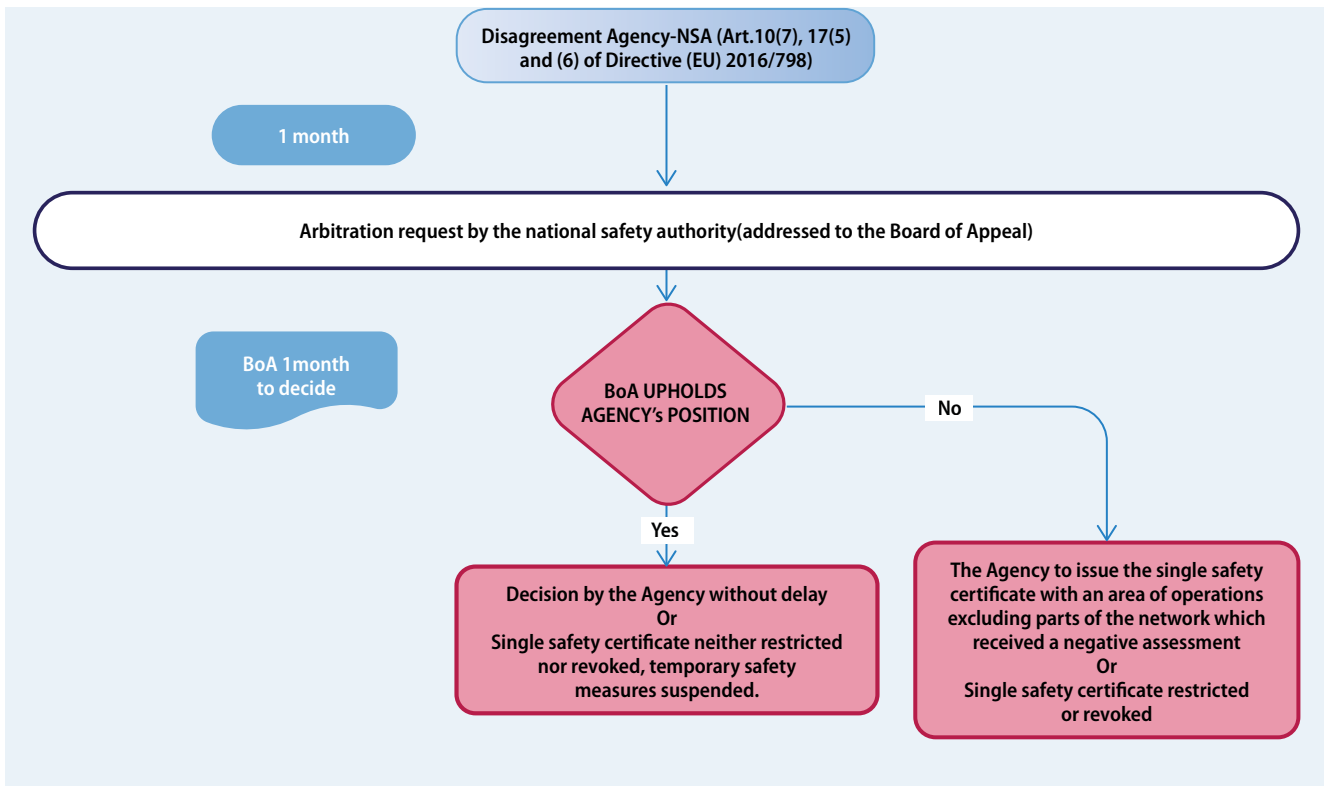 Disagreement Agency-NSA (Art.10(7), 17(5)
and (6) of Directive (EU) 2016/798)
1 month
Arbitration request by the national safety authority(addressed to the Board of Appeal)
BoA 1month
to decide
BoA UPHOLDS
AGENCY's POSITION
No
Yes
Decision by the Agency without delay
Or
Single safety certificate neither restricted
nor revoked, temporary safety
measures suspended.
The Agency to issue the single safety
certificate with an area of operations
excluding parts of the network which
received a negative assessment
Or
Single safety certificate restricted
or revoked